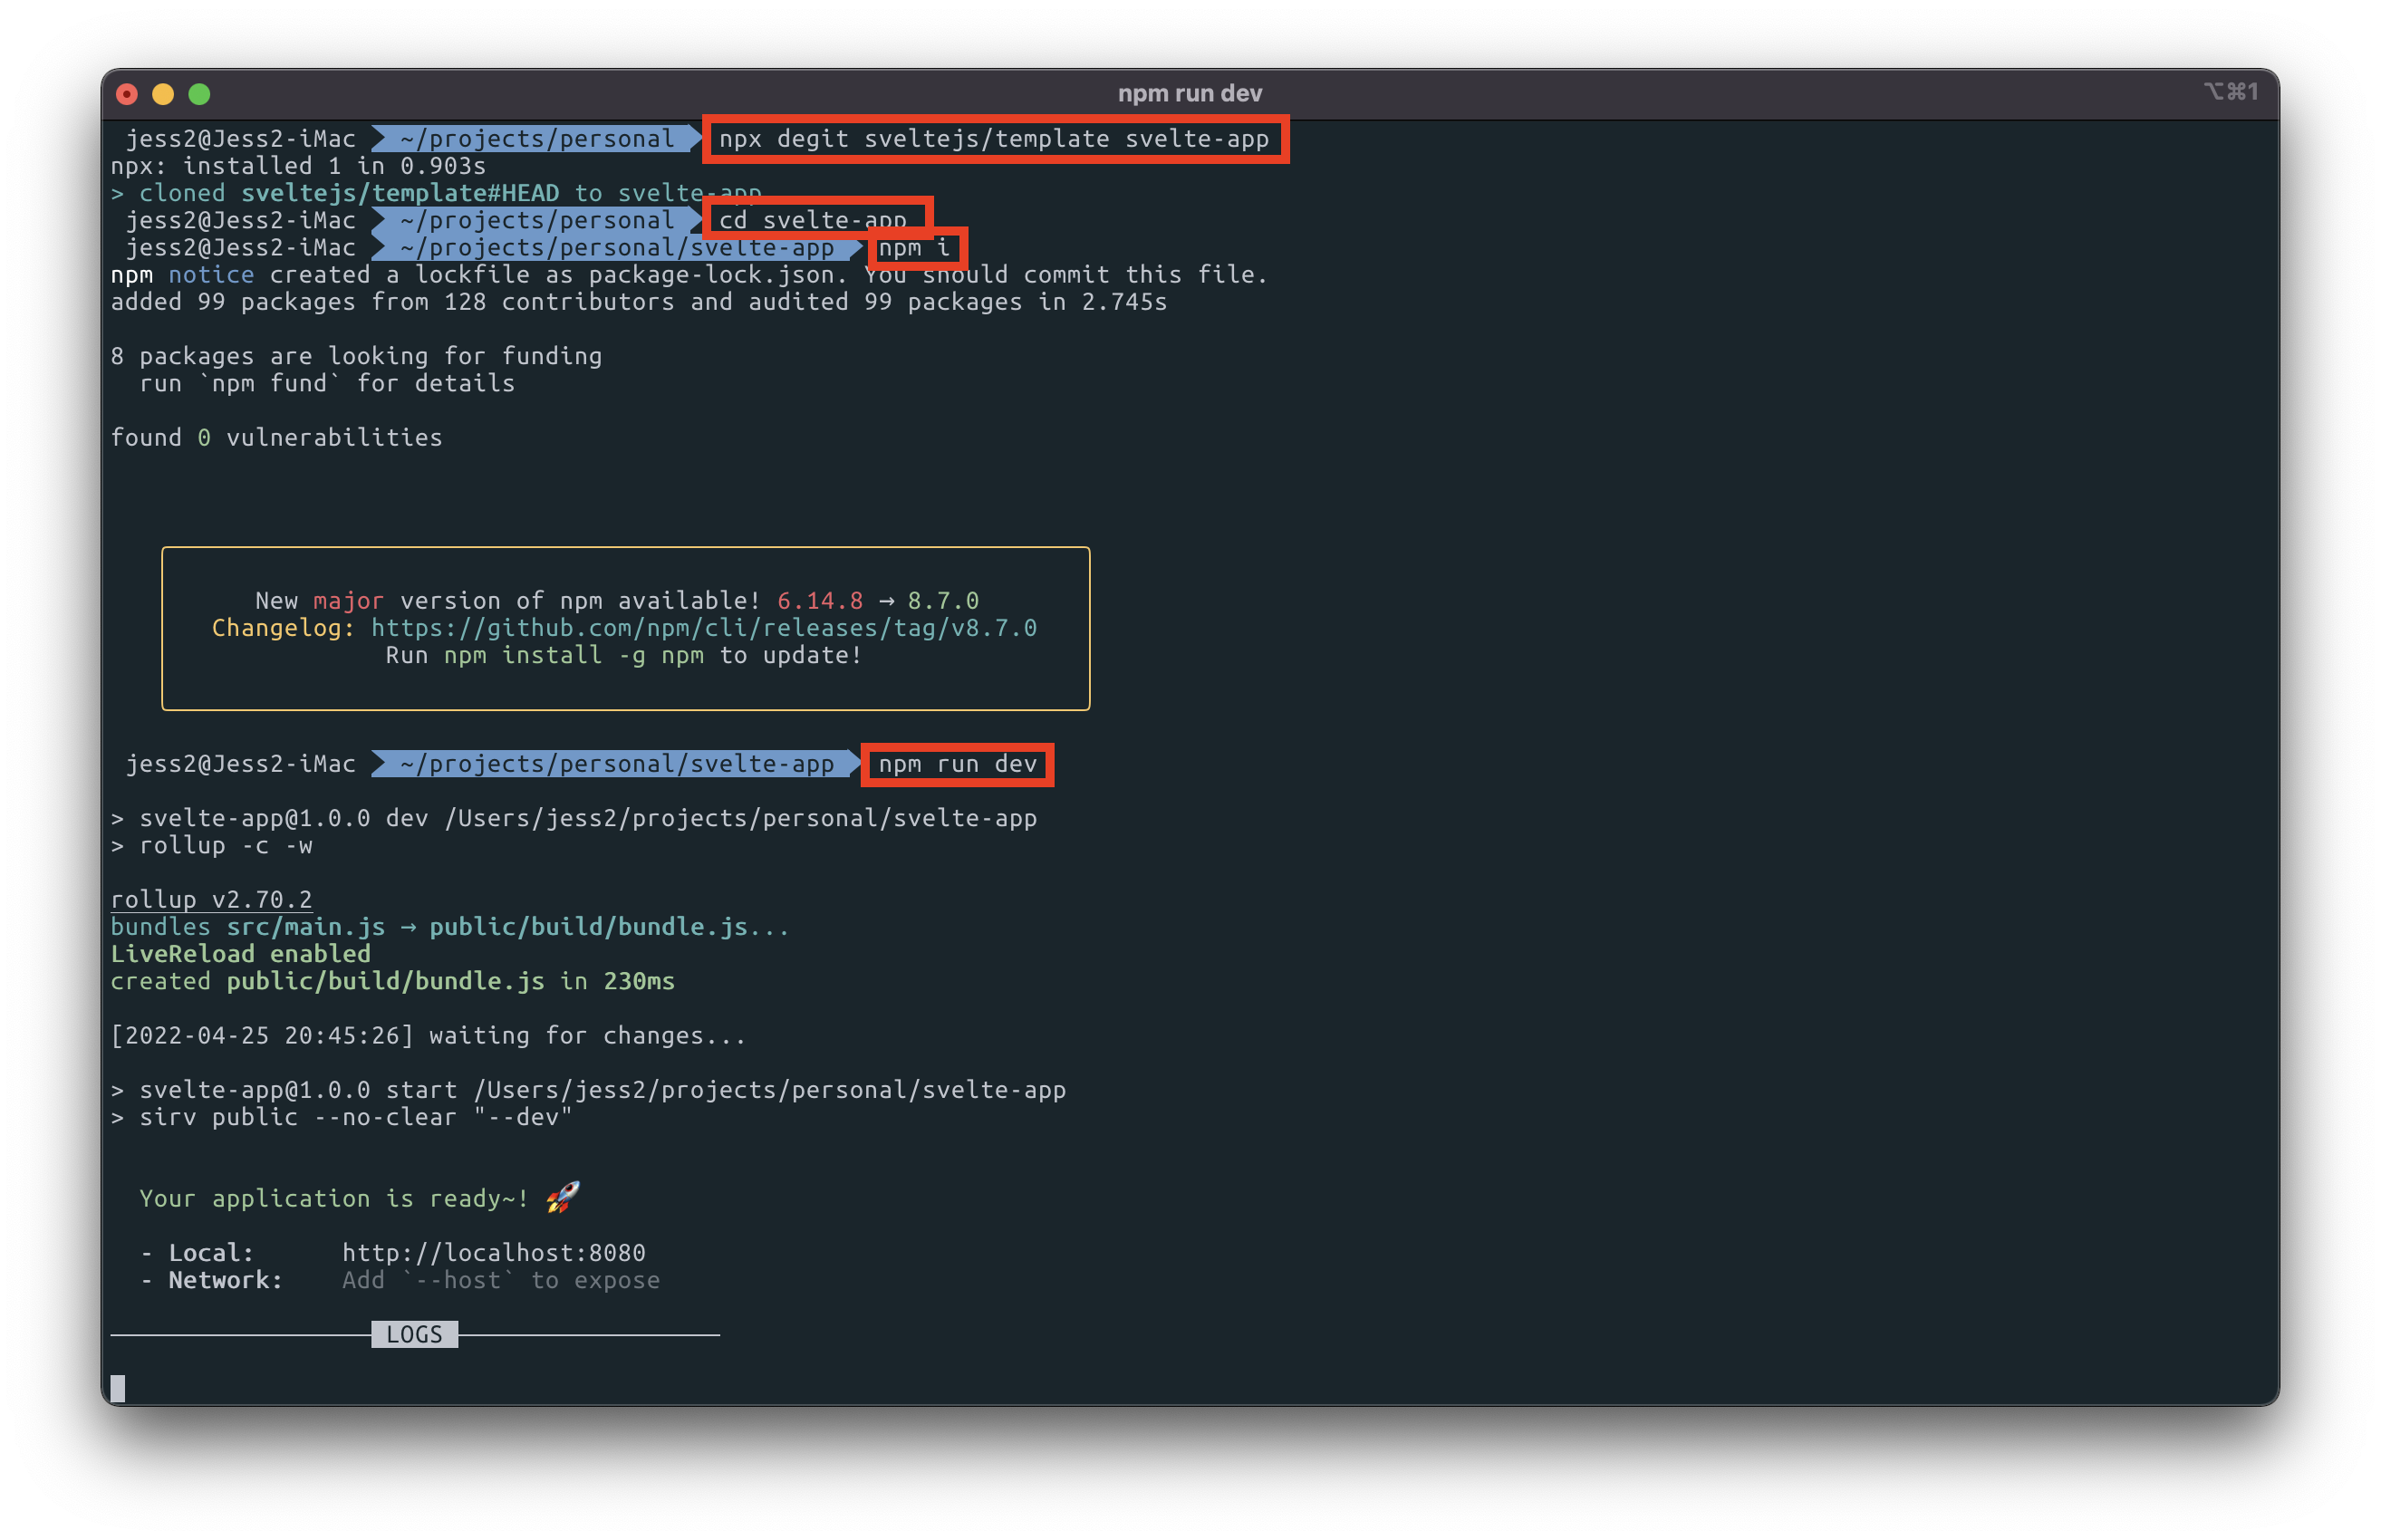 npm run dev
⌥⌘1
jess2@Jess2-iMac ~/projects/personal npx degit sveltejs/template svelte-app
npx: installed 1 in 0.903s
> cloned sveltejs/template#HEAD to svelte-app
jess2@Jess2-iMac ~/projects/personal cd svelte-app
jess2@Jess2-iMac ~/projects/personal/svelte-app npm i
npm notice created a lockfile as package-lock.json. You should commit this file.
added 99 packages from 128 contributors and audited 99 packages in 2.745s
8 packages are looking for funding
run `npm fund` for details
found 0 vulnerabilities
New major version of npm available! 6.14.8 → 8.7.0
Changelog: https://github.com/npm/cli/releases/tag/v8.7.0
Run npm install -g npm to update!
jess2@Jess2-iMac ~/projects/personal/svelte-app npm run dev
> svelte-app@1.0.0 dev /Users/jess2/projects/personal/svelte-app
> rollup -c -w
rollup v2.70.2
bundles src/main.js → public/build/bundle.js...
LiveReload enabled
created public/build/bundle.js in 230ms
[2022-04-25 20:45:26] waiting for changes...
> svelte-app@1.0.0 start /Users/jess2/projects/personal/svelte-app
> sirv public --no-clear "--dev"
Your application is ready~! 🚀
- Local: http://localhost:8080
- Network: Add `--host` to expose
LOGS